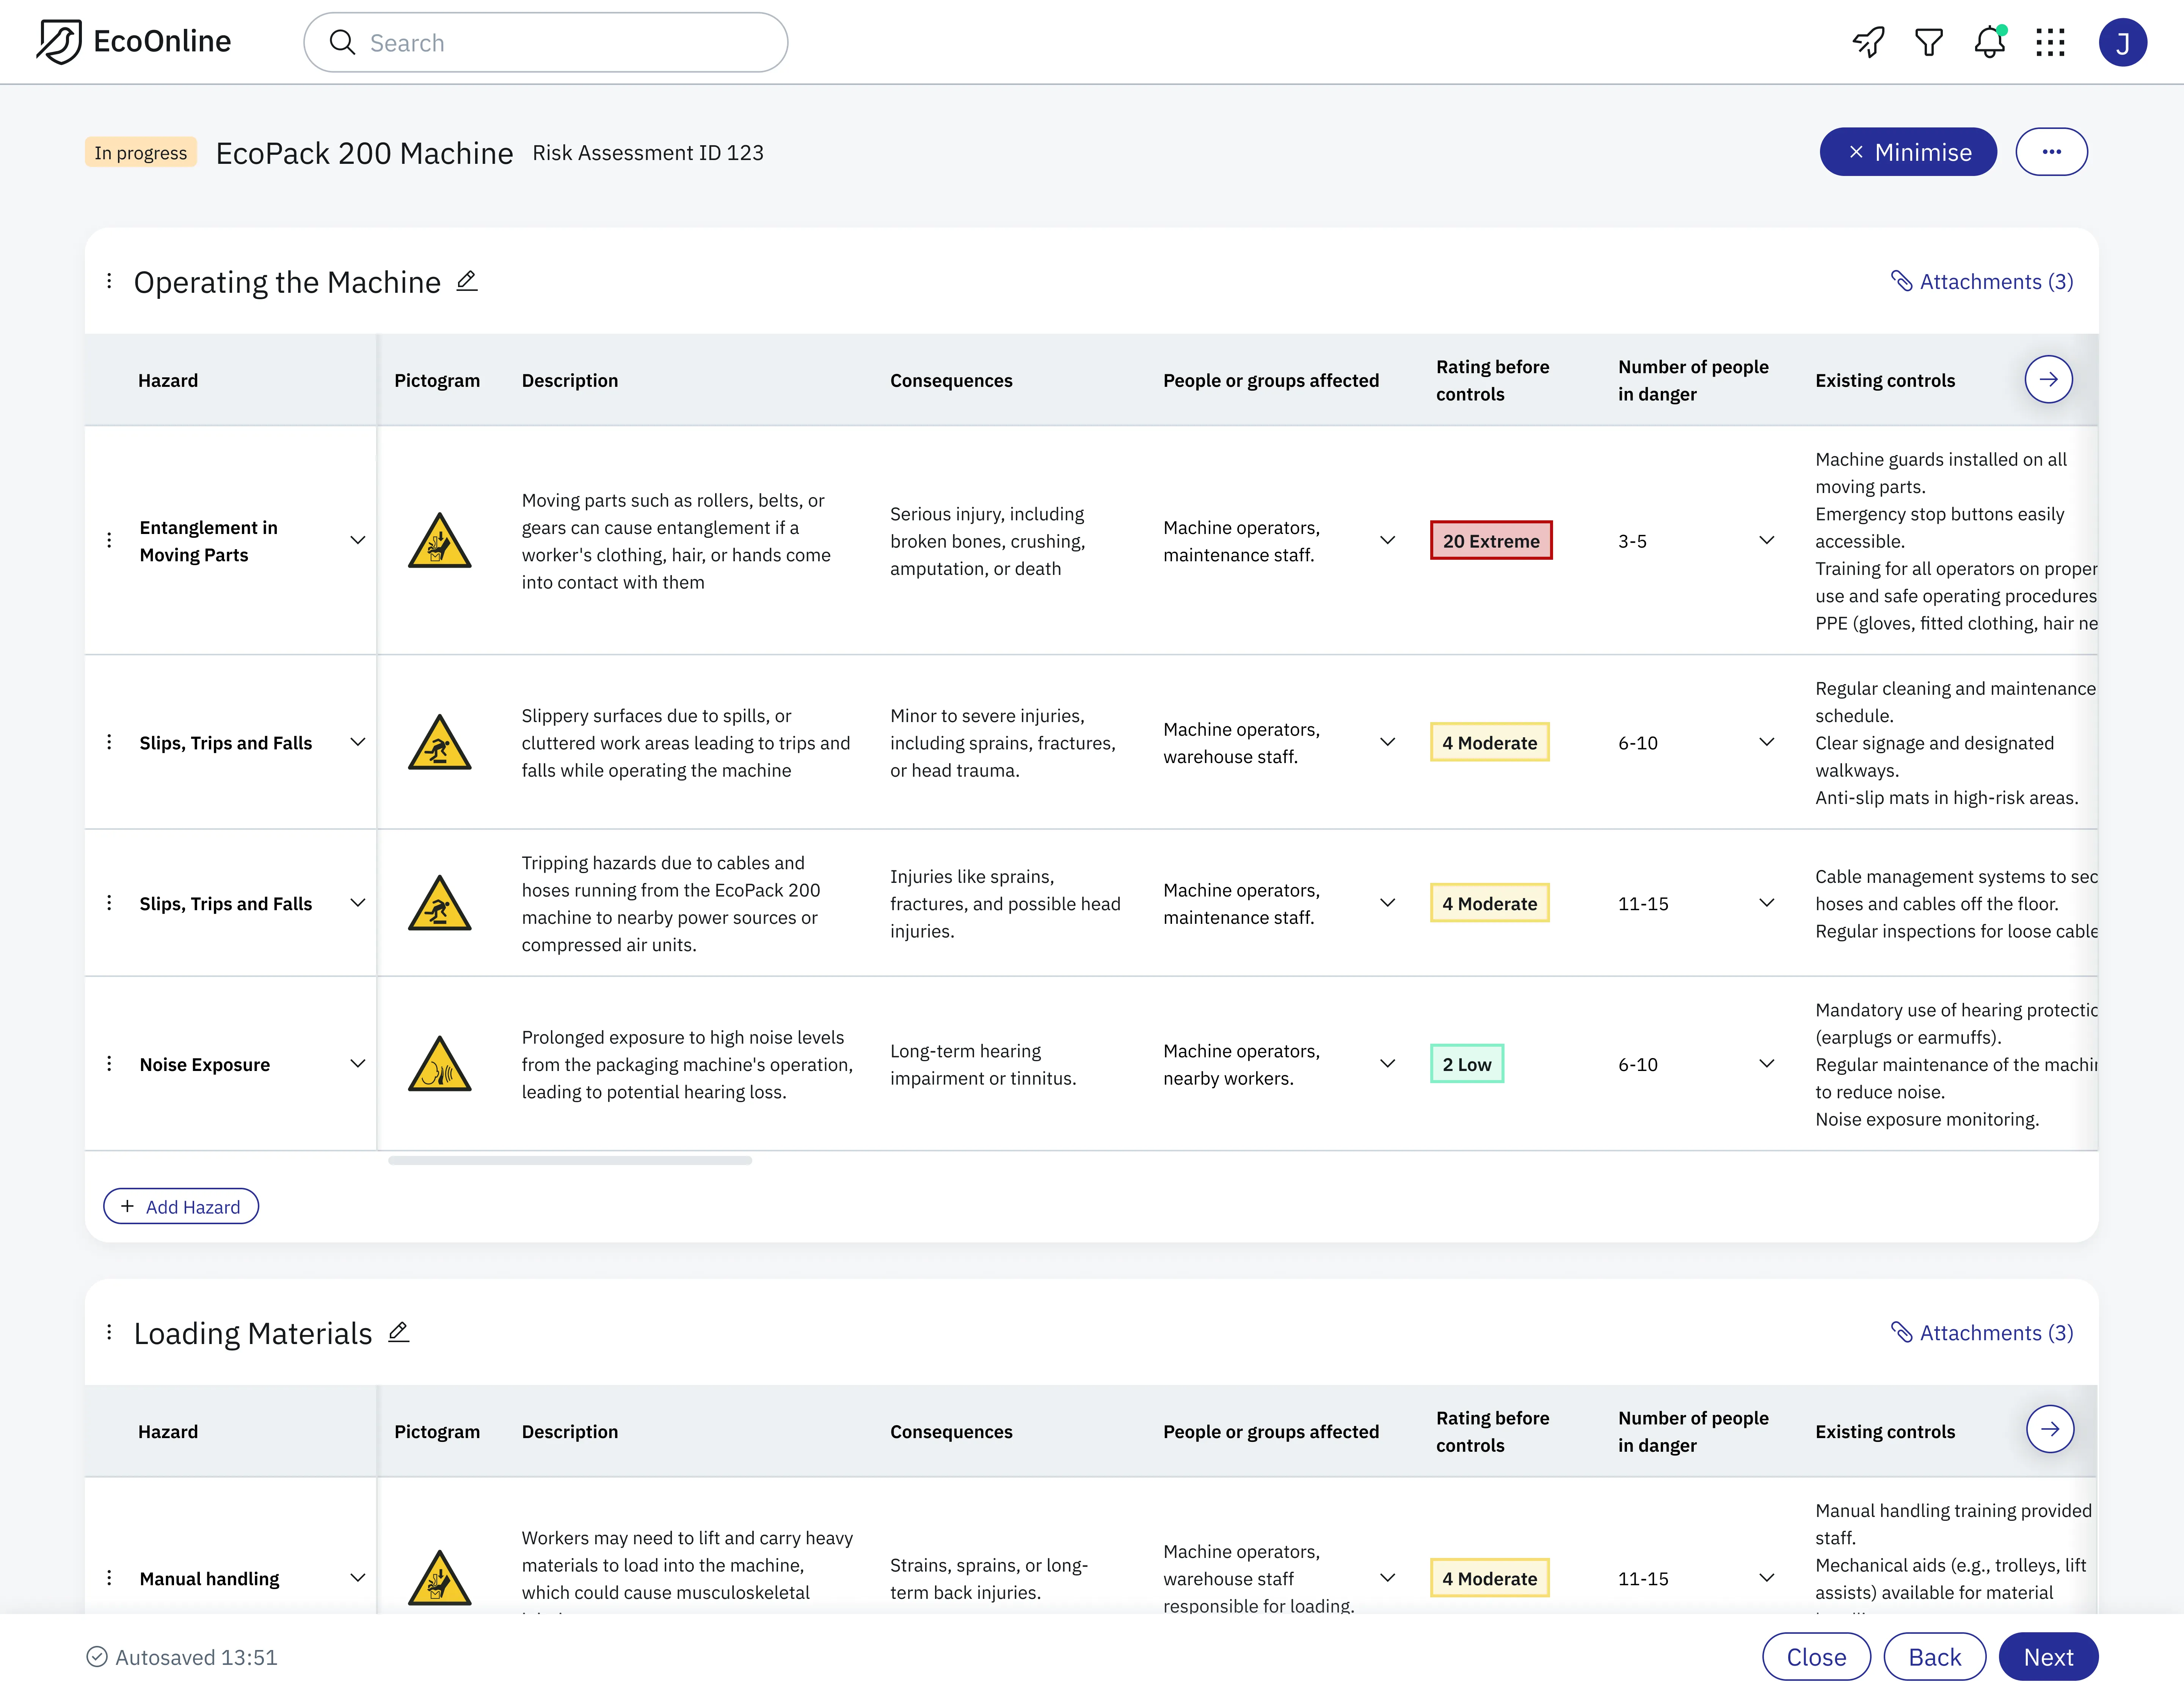 EcoOnline
Search
J
In progress
EcoPack 200 Machine
Risk Assessment ID 123
Minimise
Operating the Machine
Attachments (3)
Hazard
Pictogram
Description
Consequences
People or groups affected
Rating before
controls
Number of people
in danger
Existing controls
Entanglement in
Moving Parts
Moving parts such as rollers, belts, or
gears can cause entanglement if a
worker's clothing, hair, or hands come
into contact with them
Serious injury, including
broken bones, crushing,
amputation, or death
Machine operators,
maintenance staff.
20 Extreme
3-5
Machine guards installed on all
moving parts.
Emergency stop buttons easily
accessible.
Training for all operators on proper
use and safe operating procedures
PPE (gloves, fitted clothing, hair ne
Slips, Trips and Falls
Slippery surfaces due to spills, or
cluttered work areas leading to trips and
falls while operating the machine
Minor to severe injuries,
including sprains, fractures,
or head trauma.
Machine operators,
warehouse staff.
4 Moderate
6-10
Regular cleaning and maintenance
schedule.
Clear signage and designated
walkways.
Anti-slip mats in high-risk areas.
Slips, Trips and Falls
Tripping hazards due to cables and
hoses running from the EcoPack 200
machine to nearby power sources or
compressed air units.
Injuries like sprains,
fractures, and possible head
injuries.
Machine operators,
maintenance staff.
4 Moderate
11-15
Cable management systems to sec
hoses and cables off the floor.
Regular inspections for loose cable
Noise Exposure
Prolonged exposure to high noise levels
from the packaging machine's operation,
leading to potential hearing loss.
Long-term hearing
impairment or tinnitus.
Machine operators,
nearby workers.
2 Low
6-10
Mandatory use of hearing protectio
(earplugs or earmuffs).
Regular maintenance of the machin
to reduce noise.
Noise exposure monitoring.
Add Hazard
Loading Materials
Attachments (3)
Hazard
Pictogram
Description
Consequences
People or groups affected
Rating before
controls
Number of people
in danger
Existing controls
Manual handling
Workers may need to lift and carry heavy
materials to load into the machine,
which could cause musculoskeletal
Strains, sprains, or long-
term back injuries.
Machine operators,
warehouse staff
responsible for loading.
4 Moderate
11-15
Manual handling training provided
staff.
Mechanical aids (e.g., trolleys, lift
assists) available for material
Autosaved 13:51
Close
Back
Next